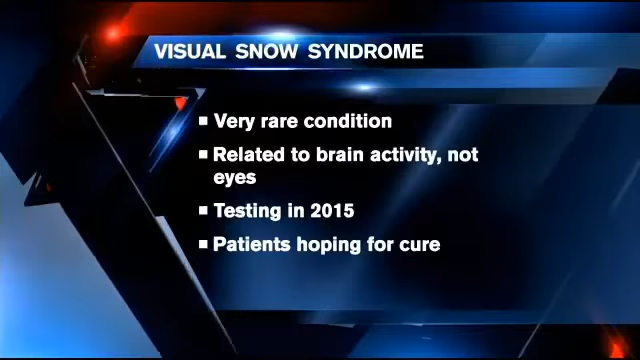 VISUAL SNOW SYNDROME
▪ Very rare condition
▪ Related to brain activity, not
eyes
▪ Testing in 2015
▪ Patients hoping for cure